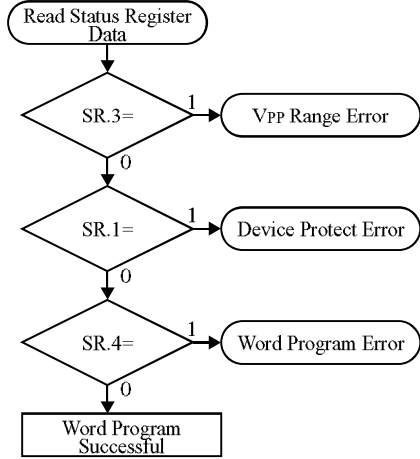 Read Status Register
Data
SR.3=
1
VPP Range Error
0
SR.1=
1
Device Protect Error
0
SR.4=
1
Word Program Error
0
Word Program
Successful